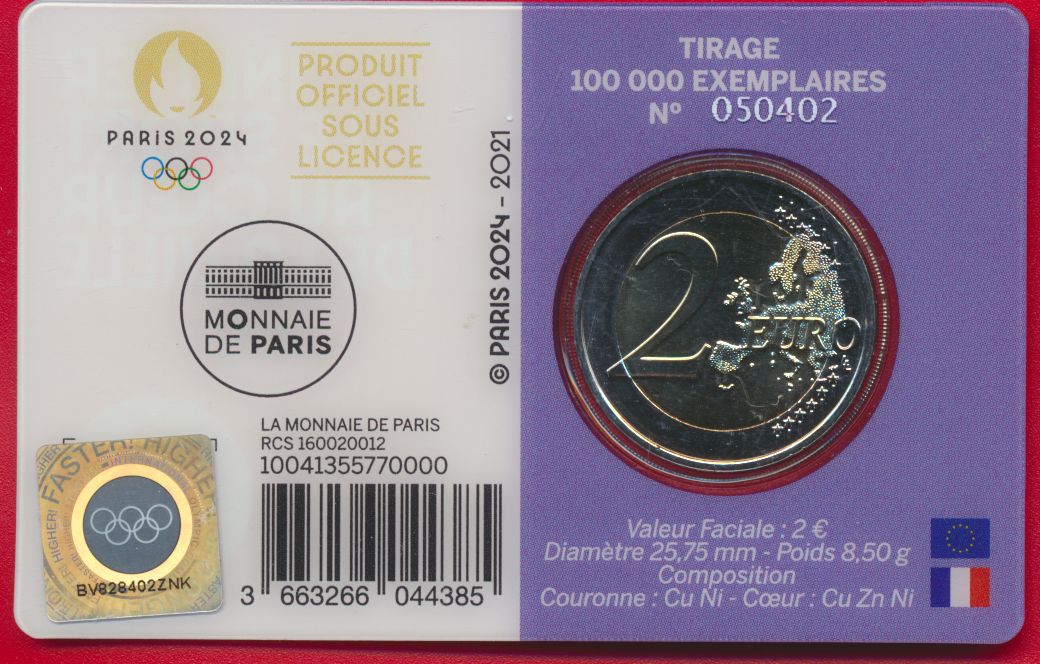 PARIS 2024
PRODUIT
OFFICIEL
SOUS
LICENCE
© PARIS 2024 - 2021
MONNAIE
DE PARIS
LA MONNAIE DE PARIS
RCS 160020012
10041355770000
3 663266 044385
FASTER! HIGHER!
BV828402ZNK
TIRAGE
100 000 EXEMPLAIRES
Nº 050402
2 EURO
Valeur Faciale : 2 €
Diamètre 25,75 mm - Poids 8,50 g
Composition
Couronne : Cu Ni - Cœur : Cu Zn Ni